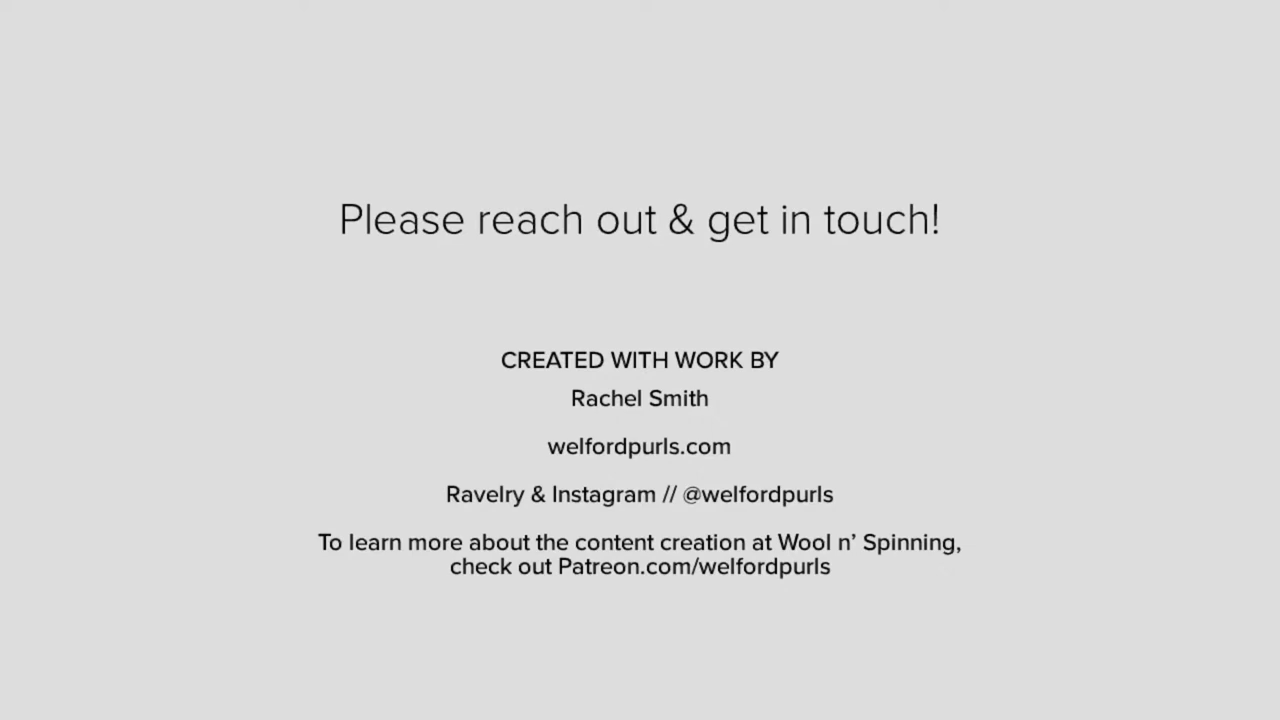 Please reach out & get in touch!
CREATED WITH WORK BY
Rachel Smith
welfordpurls.com
Ravelry & Instagram // @welfordpurls
To learn more about the content creation at Wool n’ Spinning,
check out Patreon.com/welfordpurls